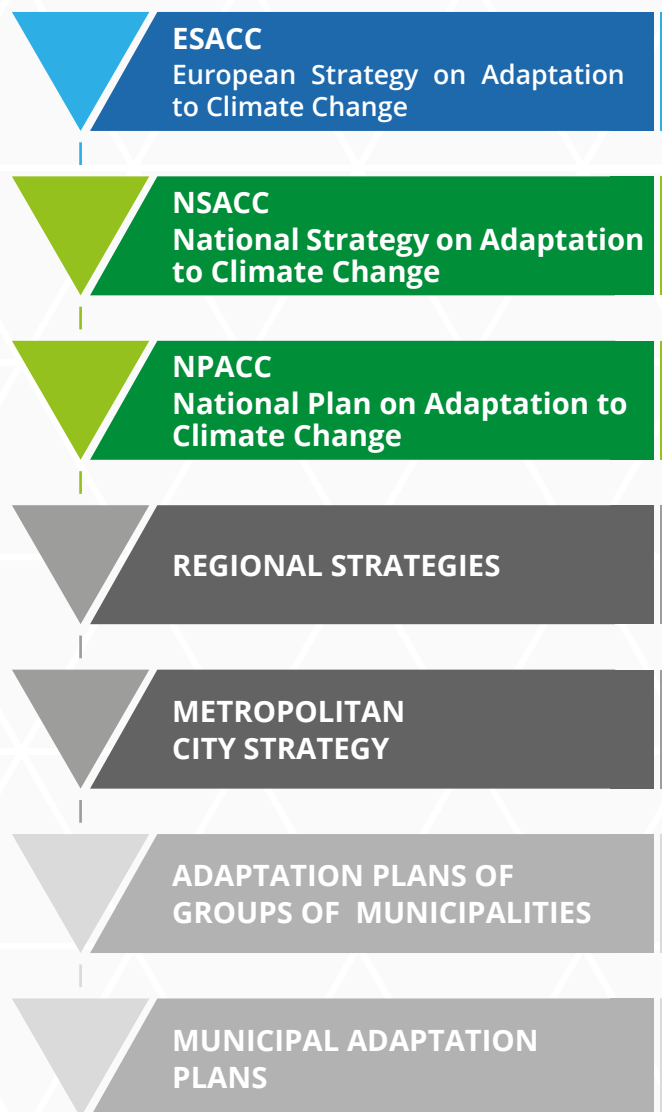 ESACC
European Strategy on Adaptation
to Climate Change
NSACC
National Strategy on Adaptation
to Climate Change
NPACC
National Plan on Adaptation to
Climate Change
REGIONAL STRATEGIES
METROPOLITAN
CITY STRATEGY
ADAPTATION PLANS OF
GROUPS OF MUNICIPALITIES
MUNICIPAL ADAPTATION
PLANS